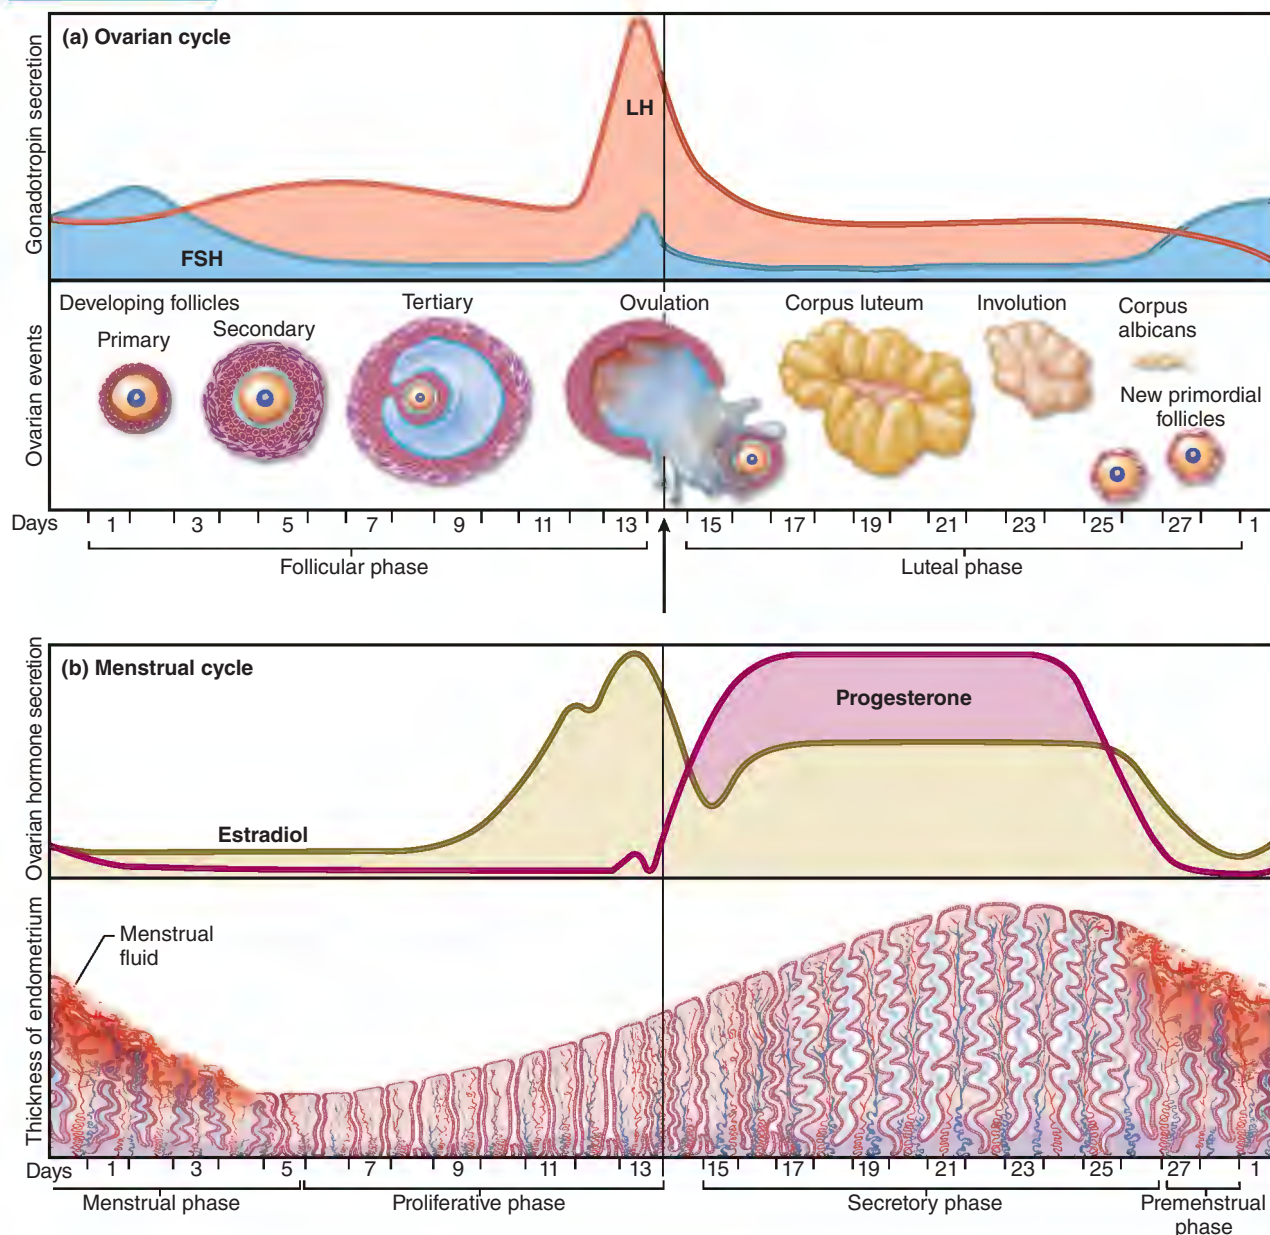 (a) Ovarian cycle
Gonadotropin secretion
LH
FSH
Ovarian events
Developing follicles
Primary
Secondary
Tertiary
Ovulation
Corpus luteum
Involution
Corpus
albicans
New primordial
follicles
Days 1 3 5 7 9 11 13 15 17 19 21 23 25 27 1
Follicular phase
Luteal phase
(b) Menstrual cycle
Ovarian hormone secretion
Progesterone
Estradiol
Thickness of endometrium
Menstrual
fluid
Days 1 3 5 7 9 11 13 15 17 19 21 23 25 27 1
Menstrual phase
Proliferative phase
Secretory phase
Premenstrual
phase